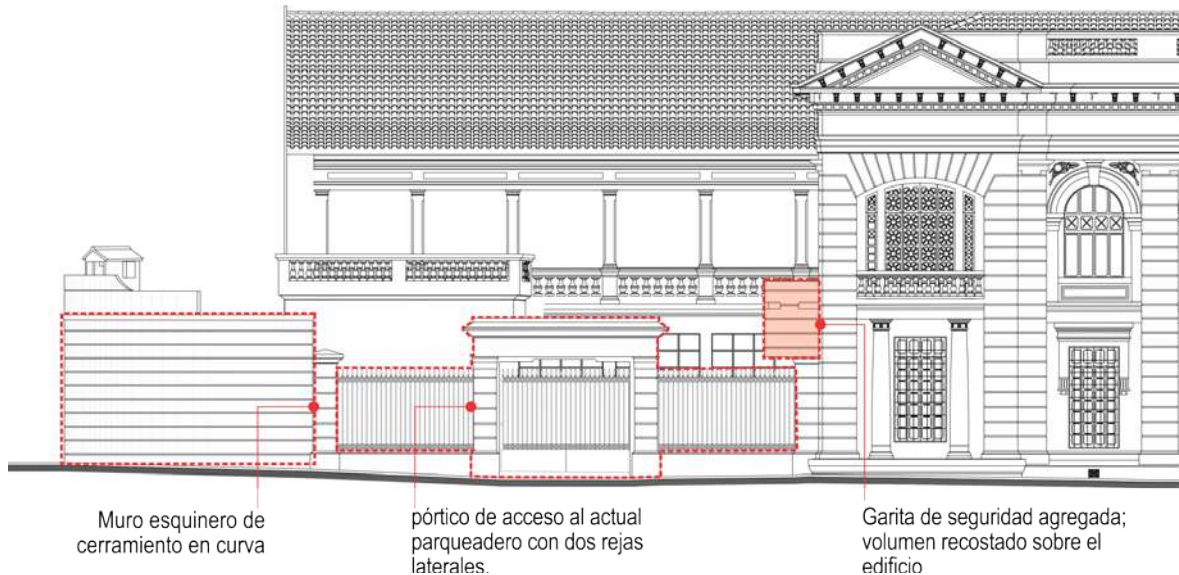 Muro esquinero de
cerramiento en curva
pórtico de acceso al actual
parqueadero con dos rejas
laterales.
Garita de seguridad agregada;
volumen recostado sobre el
edificio